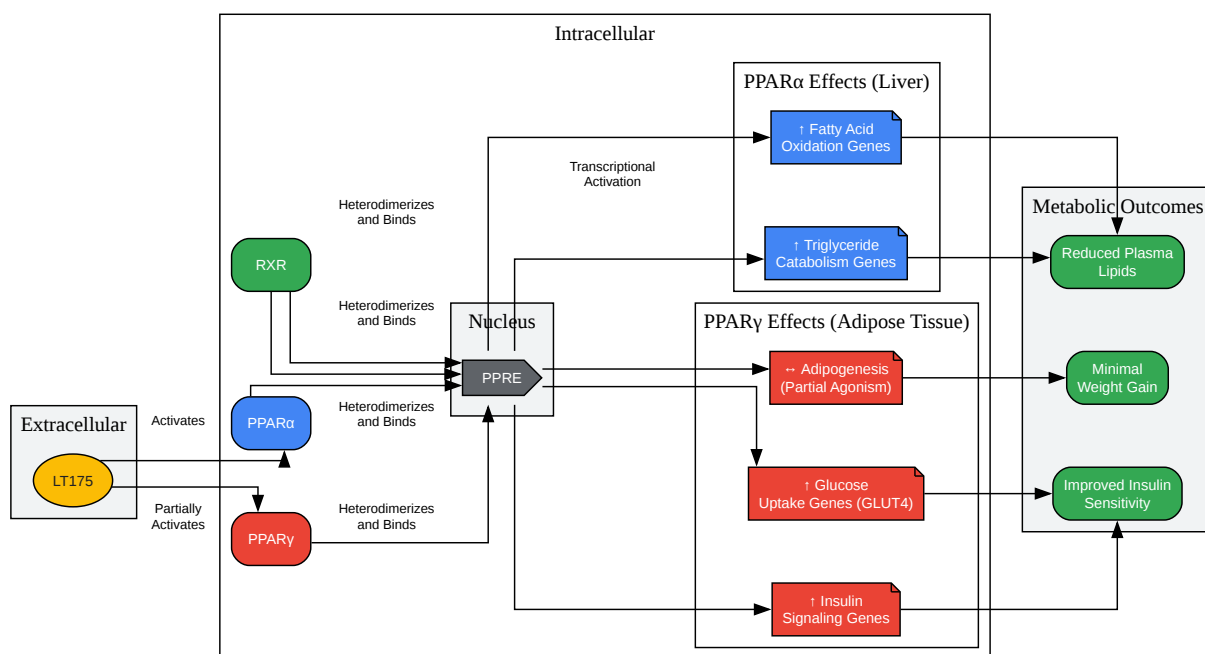 Intracellular
PPARα Effects (Liver)
↑ Fatty Acid
Oxidation Genes
Transcriptional
Activation
Heterodimerizes
and Binds
Metabolic Outcomes
RXR
↑ Triglyceride
Catabolism Genes
Reduced Plasma
Lipids
Heterodimerizes
and Binds
Nucleus
PPARγ Effects (Adipose Tissue)
PPRE
↔ Adipogenesis
(Partial Agonism)
Minimal
Weight Gain
Extracellular
Activates
PPARα
Heterodimerizes
and Binds
LT175
Partially
Activates
PPARγ
Heterodimerizes
and Binds
↑ Glucose
Uptake Genes (GLUT4)
Improved Insulin
Sensitivity
↑ Insulin
Signaling Genes